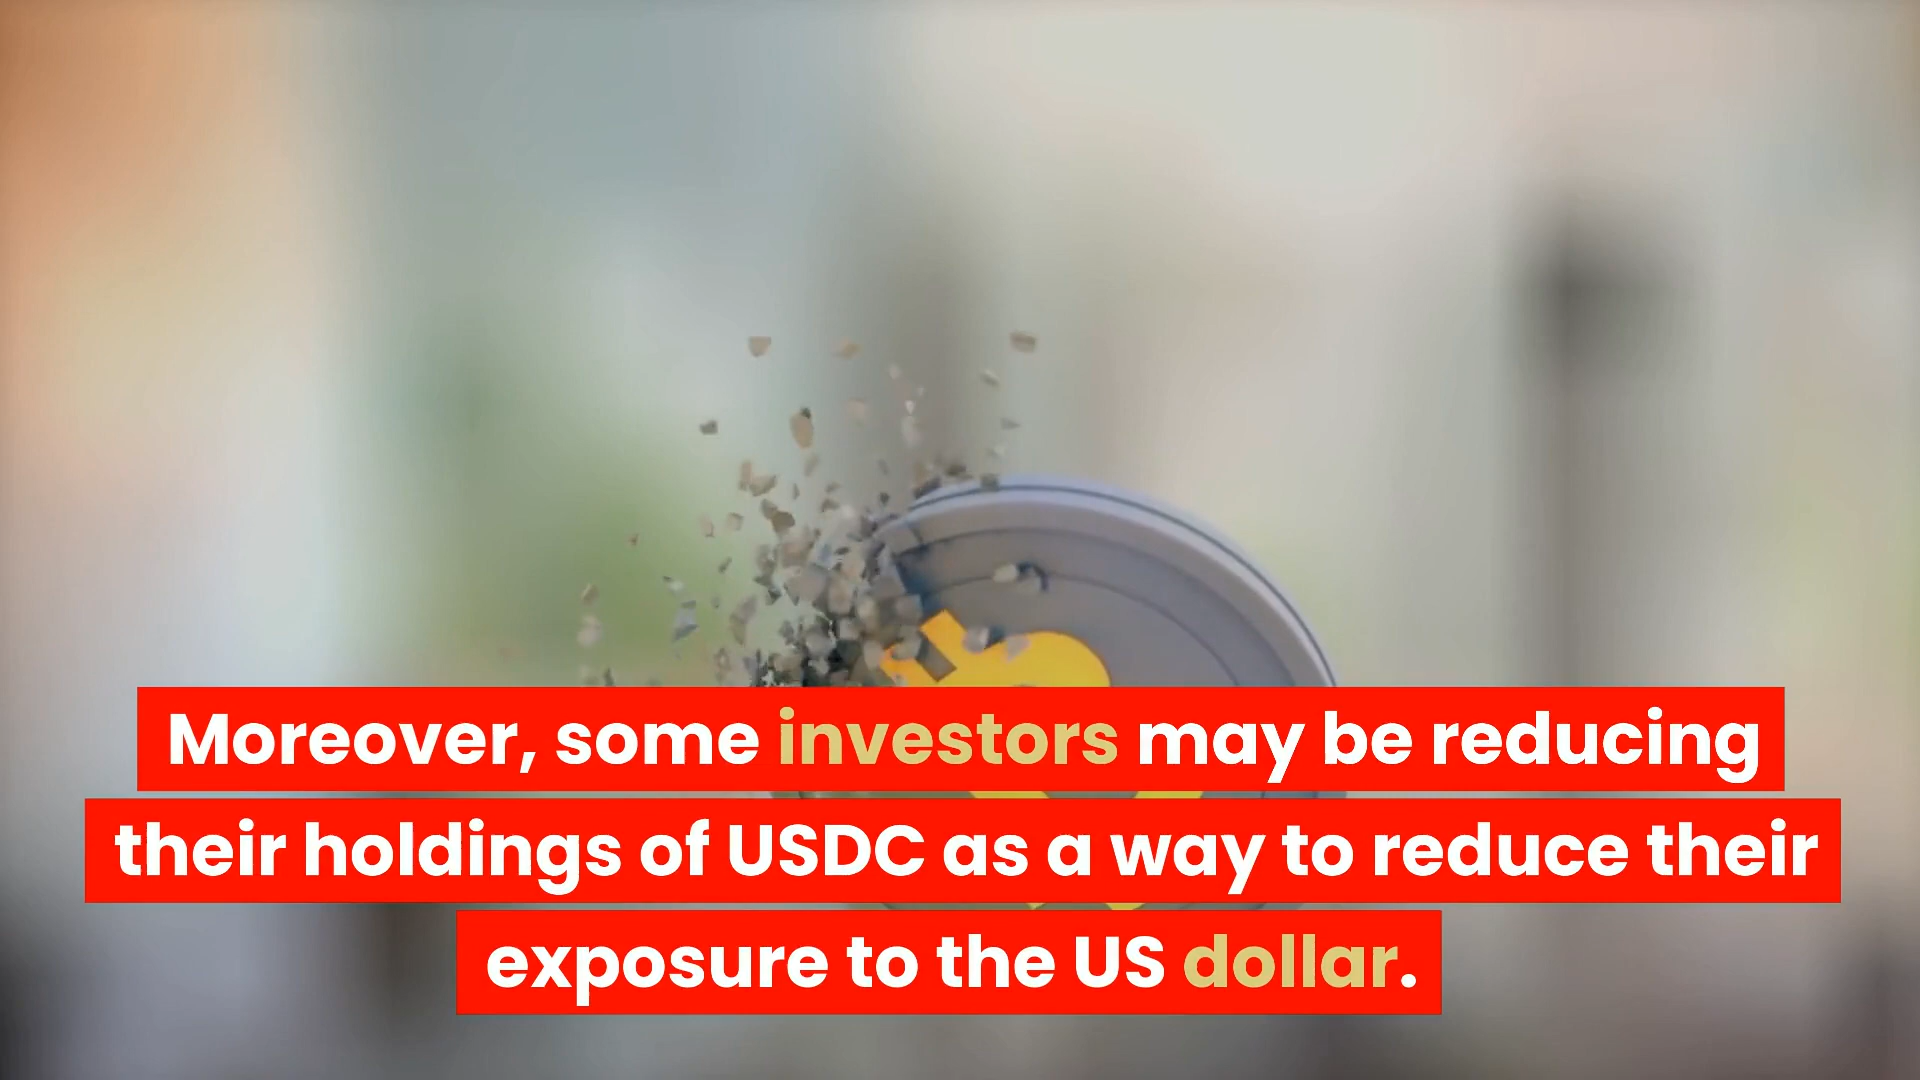 Moreover, some investors may be reducing
their holdings of USDC as a way to reduce their
exposure to the US dollar.